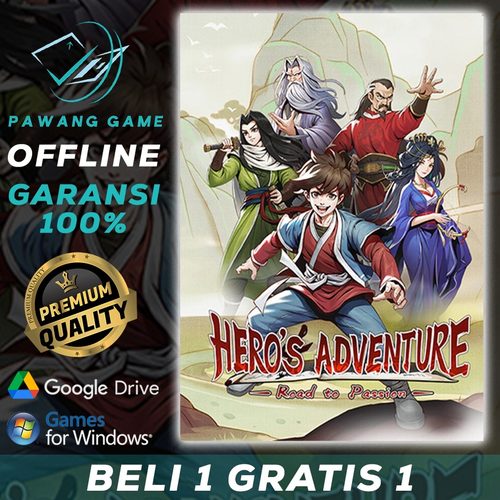 PAWANG GAME
OFFLINE
GARANSI
100%
PREMIUM
QUALITY
Google Drive
Games
for Windows®
HERO'S ADVENTURE
Road to Passion
BELI 1 GRATIS 1